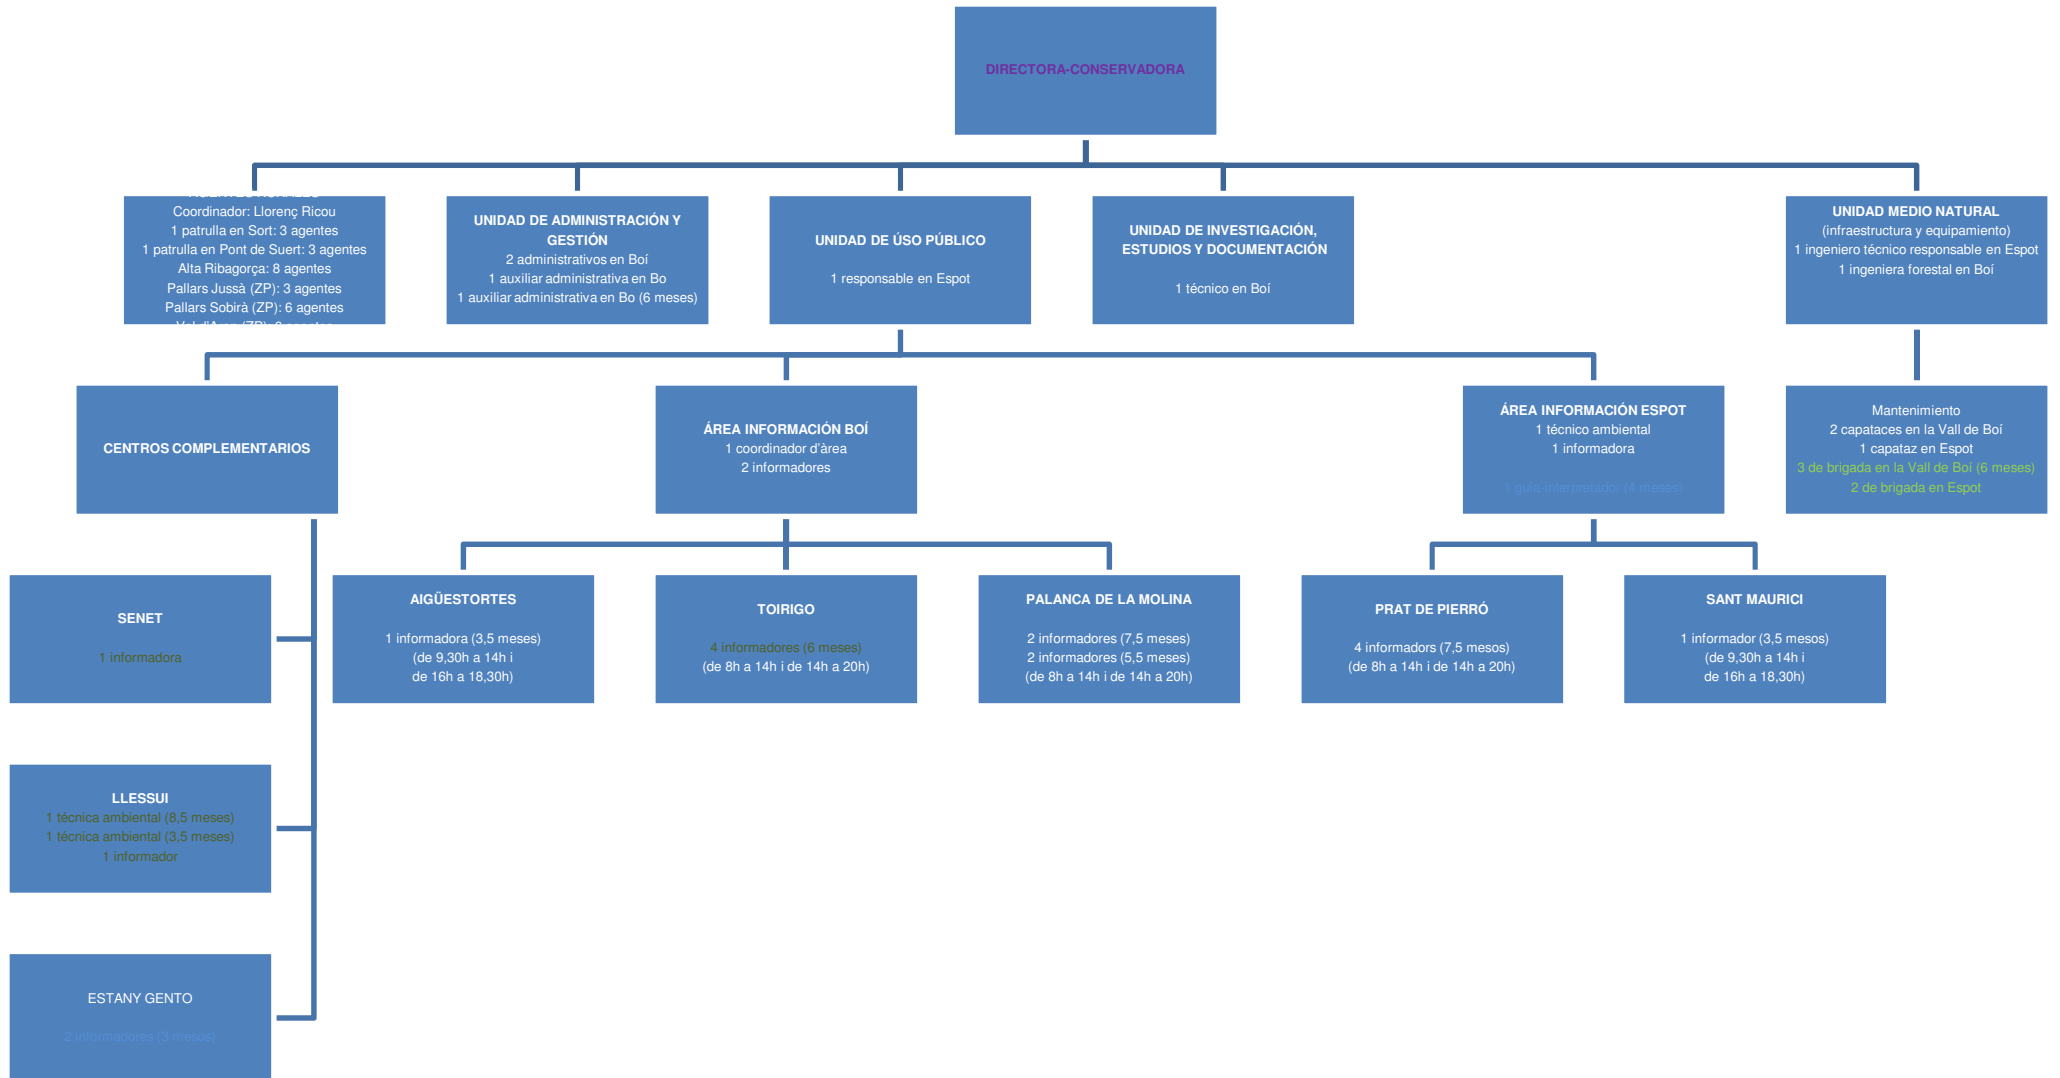 DIRECTORA-CONSERVADORA
Coordinador: Llorenç Ricou
1 patrulla en Sort: 3 agentes
1 patrulla en Pont de Suert: 3 agentes
Alta Ribagorça: 8 agentes
Pallars Jussà (ZP): 3 agentes
Pallars Sobirà (ZP): 6 agentes
UNIDAD DE ADMINISTRACIÓN Y
GESTIÓN
2 administrativos en Boí
1 auxiliar administrativa en Bo
1 auxiliar administrativa en Bo (6 meses)
UNIDAD DE ÚSO PÚBLICO
1 responsable en Espot
UNIDAD DE INVESTIGACIÓN,
ESTUDIOS Y DOCUMENTACIÓN
1 técnico en Boí
UNIDAD MEDIO NATURAL
(infraestructura y equipamiento)
1 ingeniero técnico responsable en Espot
1 ingeniera forestal en Boí
CENTROS COMPLEMENTARIOS
ÁREA INFORMACIÓN BOÍ
1 coordinador d'àrea
2 informadores
ÁREA INFORMACIÓN ESPOT
1 técnico ambiental
1 informadora
1 guía-interpretador (4 meses)
Mantenimiento
2 capataces en la Vall de Boí
1 capataz en Espot
3 de brigada en la Vall de Boí (6 meses)
2 de brigada en Espot
SENET
1 informadora
AIGÜESTORTES
1 informadora (3,5 meses)
(de 9,30h a 14h i
de 16h a 18,30h)
TOIRIGO
4 informadores (6 meses)
(de 8h a 14h i de 14h a 20h)
PALANCA DE LA MOLINA
2 informadores (7,5 meses)
2 informadores (5,5 meses)
(de 8h a 14h i de 14h a 20h)
PRAT DE PIERRÓ
4 informadors (7,5 mesos)
(de 8h a 14h i de 14h a 20h)
SANT MAURICI
1 informador (3,5 mesos)
(de 9,30h a 14h i
de 16h a 18,30h)
LLESSUI
1 técnica ambiental (8,5 meses)
1 técnica ambiental (3,5 meses)
1 informador
ESTANY GENTO
2 informadores (3 mesos)